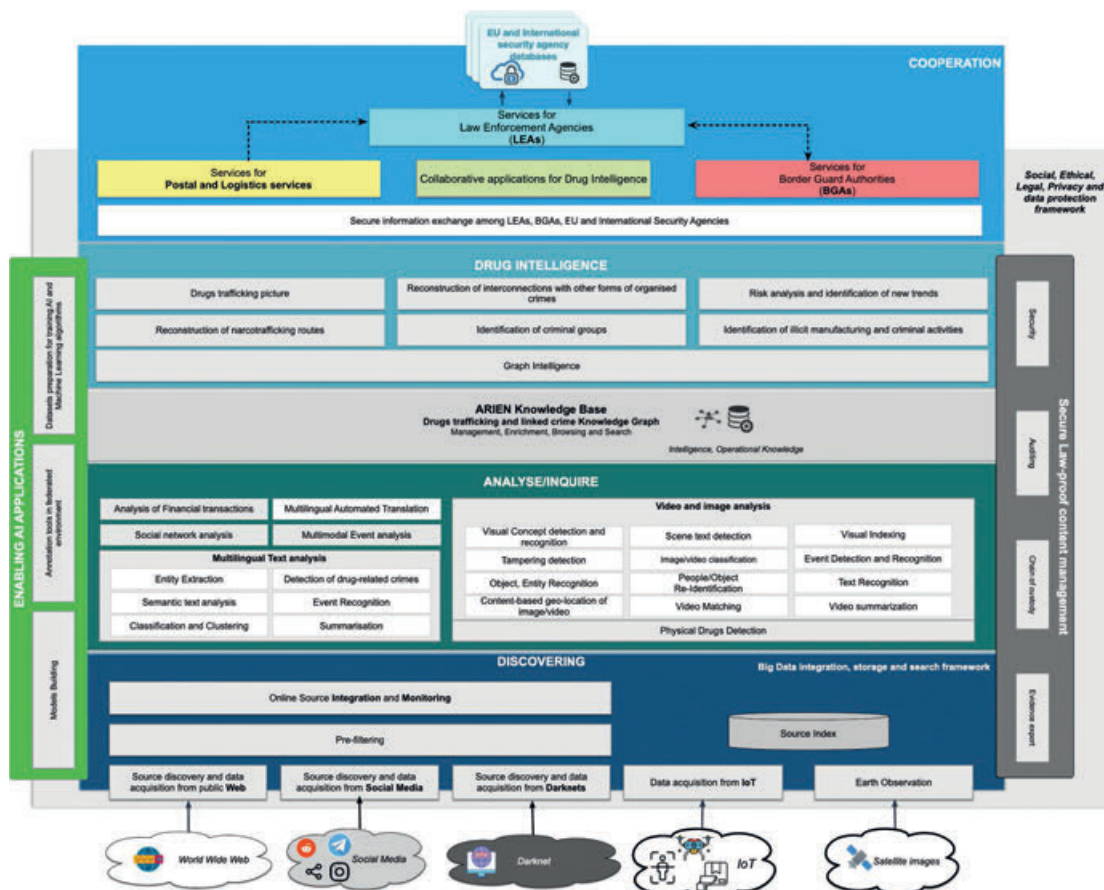 EU and International
security agency
databases
COOPERATION
Services for
Law Enforcement Agencies
(LEAs)
Services for
Postal and Logistics services
Collaborative applications for Drug Intelligence
Services for
Border Guard Authorities
(BGAs)
Social, Ethical,
Legal, Privacy and
data protection
framework
Secure information exchange among LEAs, BGAs, EU and International Security Agencies
DRUG INTELLIGENCE
Drugs trafficking picture
Reconstruction of interconnections with other forms of organised
crimes
Risk analysis and identification of new trends
Reconstruction of narcotrafficking routes
Identification of criminal groups
Identification of illicit manufacturing and criminal activities
Graph Intelligence
ARIEN Knowledge Base
Drugs trafficking and linked crime Knowledge Graph
Management, Enrichment, Browsing and Search
Intelligence, Operational Knowledge
ANALYSE/INQUIRE
Analysis of Financial transactions
Multilingual Automated Translation
Social network analysis
Multimodal Event analysis
Multilingual Text analysis
Entity Extraction
Detection of drug-related crimes
Semantic text analysis
Event Recognition
Classification and Clustering
Summarisation
Video and image analysis
Visual Concept detection and
recognition
Scene text detection
Visual Indexing
Tampering detection
Image/video classification
Event Detection and Recognition
Object, Entity Recognition
People/Object
Re-Identification
Text Recognition
Content-based geo-location of
image/video
Video Matching
Video summarization
Physical Drugs Detection
DISCOVERING
Big Data integration, storage and search framework
Online Source Integration and Monitoring
Pre-filtering
Source Index
Source discovery and data
acquisition from public Web
Source discovery and data
acquisition from Social Media
Source discovery and data
acquisition from Darknets
Data acquisition from IoT
Earth Observation
World Wide Web
Social Media
Darknet
IoT
Satellite images
ENABLING AI APPLICATIONS
Datasets preparation for training AI and
Machine Learning algorithms
Annotation tools in federated
environment
Models Building
Secure Law-proof content management
Security
Auditing
Chain of custody
Evidence export